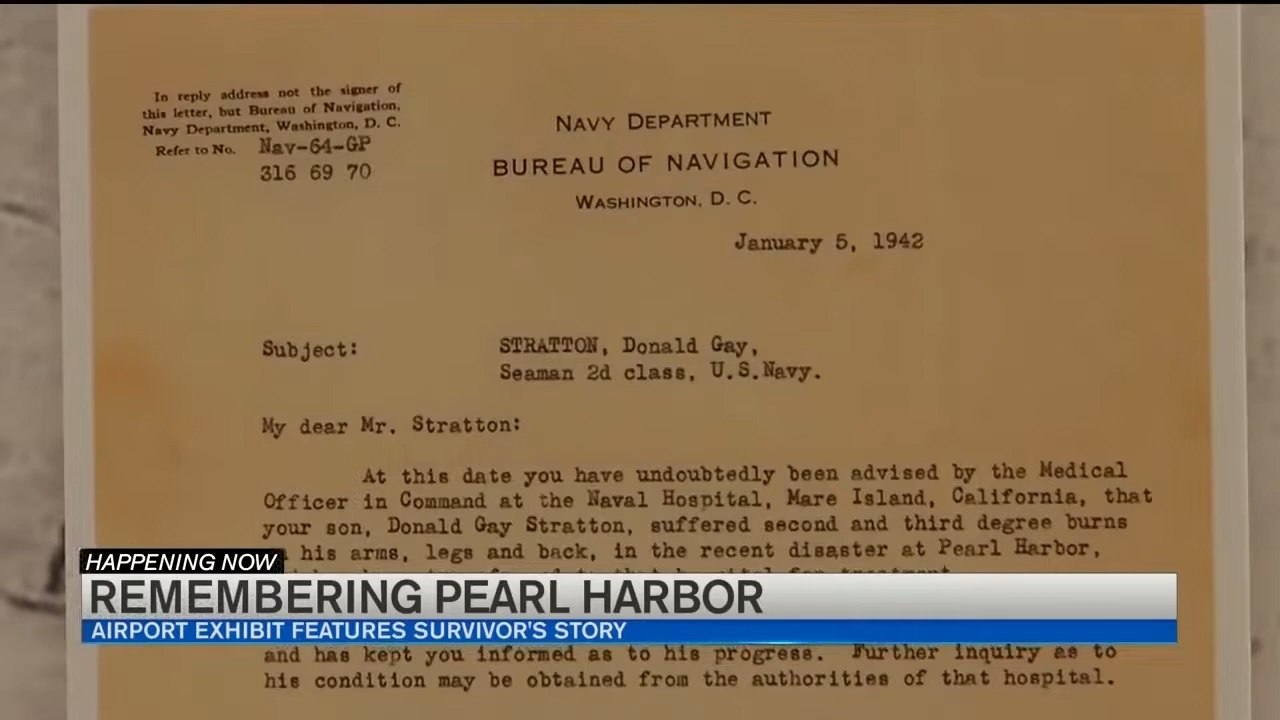 In reply address not the signer of
this letter, but Bureau of Navigation,
Navy Department, Washington, D. C.
Refer to No. Nav-64-GP
316 69 70
NAVY DEPARTMENT
BUREAU OF NAVIGATION
WASHINGTON, D. C.
January 5, 1942
Subject: STRATTON, Donald Gay,
Seaman 2d class, U.S.Navy.
My dear Mr. Stratton:
At this date you have undoubtedly been advised by the Medical
Officer in Command at the Naval Hospital, Mare Island, California, that
your son, Donald Gay Stratton, suffered second and third degree burns
his arms, legs and back, in the recent disaster at Pearl Harbor,
HAPPENING NOW
REMEMBERING PEARL HARBOR
AIRPORT EXHIBIT FEATURES SURVIVOR'S STORY
and has kept you informed as to his progress. Further inquiry as to
his condition may be obtained from the authorities of that hospital.